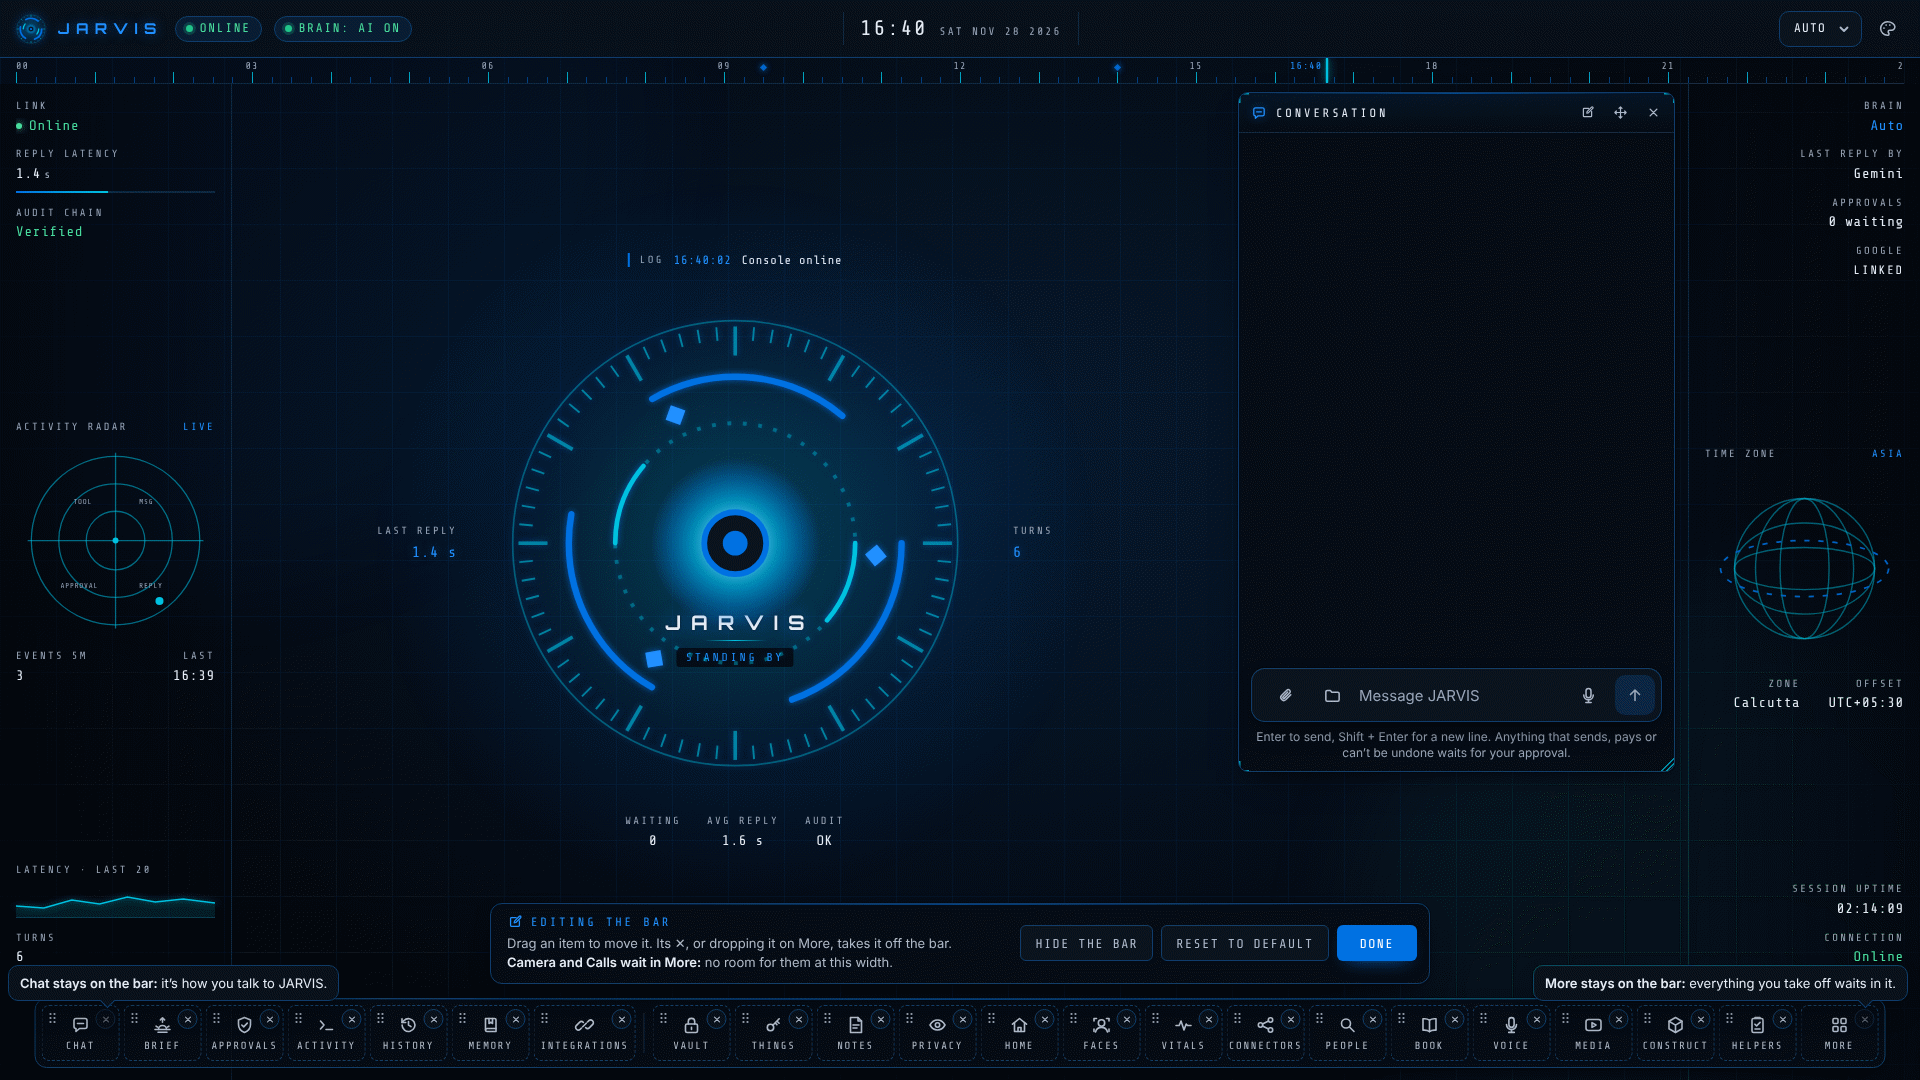 JARVIS
ONLINE
BRAIN: AI ON
16:40 SAT NOV 28 2026
AUTO
00 03 06 09 12 15 16:40 18 21 2
LINK
Online
REPLY LATENCY
1.4 s
AUDIT CHAIN
Verified
LOG 16:40:02 Console online
CONVERSATION
BRAIN
Auto
LAST REPLY BY
Gemini
APPROVALS
0 waiting
GOOGLE
LINKED
ACTIVITY RADAR LIVE
TOOL MSG
APPROVAL REPLY
EVENTS 5M LAST
3 16:39
LAST REPLY
1.4 s
TURNS
6
JARVIS
STANDING BY
Message JARVIS
Enter to send, Shift + Enter for a new line. Anything that sends, pays or
can't be undone waits for your approval.
TIME ZONE ASIA
ZONE OFFSET
Calcutta UTC+05:30
WAITING AVG REPLY AUDIT
0 1.6 s OK
LATENCY · LAST 20
TURNS
6
SESSION UPTIME
02:14:09
CONNECTION
Online
EDITING THE BAR
Drag an item to move it. Its ✕, or dropping it on More, takes it off the bar.
Camera and Calls wait in More: no room for them at this width.
HIDE THE BAR
RESET TO DEFAULT
DONE
Chat stays on the bar: it's how you talk to JARVIS.
More stays on the bar: everything you take off waits in it.
CHAT BRIEF APPROVALS ACTIVITY HISTORY MEMORY INTEGRATIONS VAULT THINGS NOTES PRIVACY HOME FACES VITALS CONNECTORS PEOPLE BOOK VOICE MEDIA CONSTRUCT HELPERS MORE